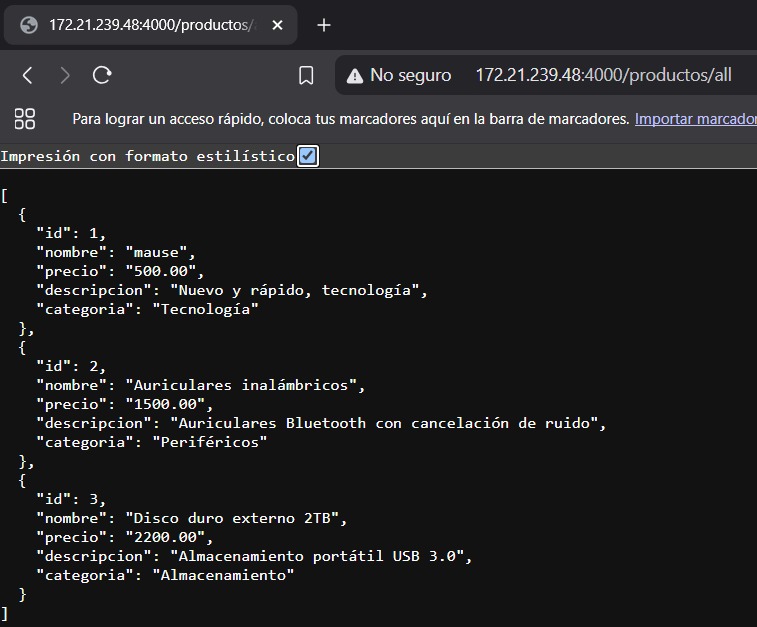 172.21.239.48:4000/productos/
No seguro 172.21.239.48:4000/productos/all
Para lograr un acceso rápido, coloca tus marcadores aquí en la barra de marcadores. Importar marcador
Impresión con formato estilístico
[
  {
    "id": 1,
    "nombre": "mause",
    "precio": "500.00",
    "descripcion": "Nuevo y rápido, tecnología",
    "categoria": "Tecnología"
  },
  {
    "id": 2,
    "nombre": "Auriculares inalámbricos",
    "precio": "1500.00",
    "descripcion": "Auriculares Bluetooth con cancelación de ruido",
    "categoria": "Periféricos"
  },
  {
    "id": 3,
    "nombre": "Disco duro externo 2TB",
    "precio": "2200.00",
    "descripcion": "Almacenamiento portátil USB 3.0",
    "categoria": "Almacenamiento"
  }
]